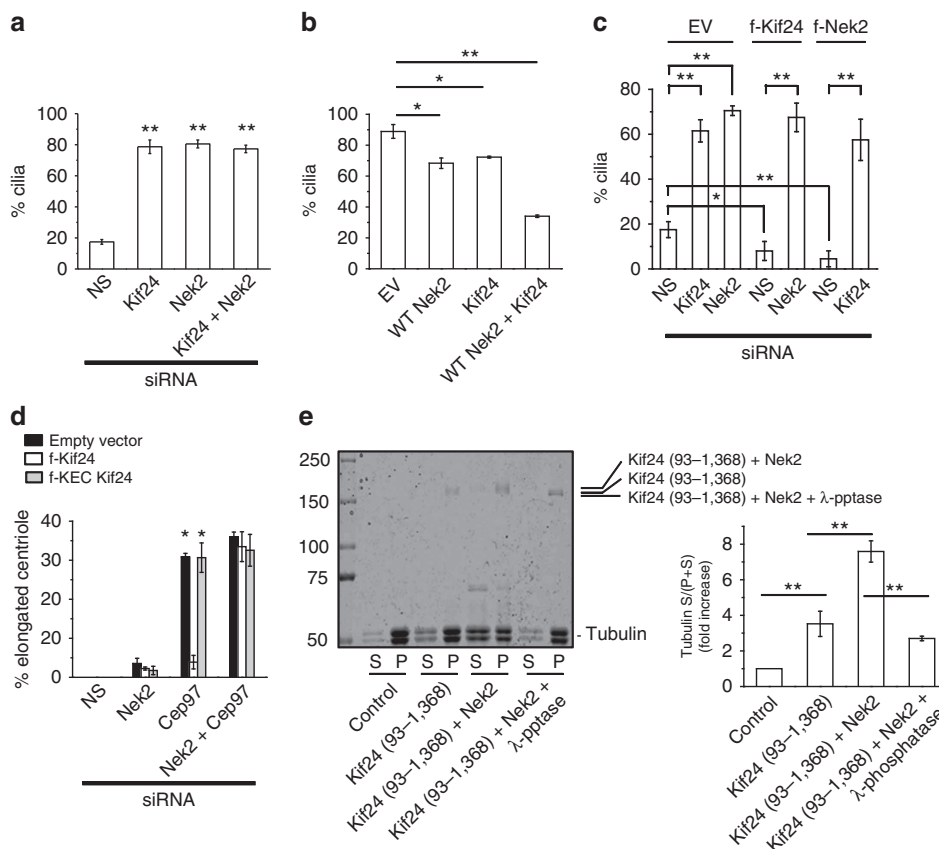 a
% cilia
100
80
60
40
20
0
**
**
**
NS
Kif24
Nek2
Kif24 + Nek2
siRNA
b
% cilia
100
80
60
40
20
0
**
*
*
EV
WT Nek2
Kif24
WT Nek2 + Kif24
c
EV
f-Kif24
f-Nek2
% cilia
80
60
40
20
0
**
**
**
**
**
*
NS
Kif24
Nek2
NS
Nek2
NS
Kif24
siRNA
d
Empty vector
f-Kif24
f-KEC Kif24
% elongated centriole
40
30
30
20
10
0
*
*
NS
Nek2
Cep97
Nek2 + Cep97
siRNA
e
250
150
100
75
50
Kif24 (93–1,368) + Nek2
Kif24 (93–1,368)
Kif24 (93–1,368) + Nek2 + λ-pptase
- Tubulin
S P S P S P S P
Control
Kif24 (93–1,368)
Kif24 (93–1,368) + Nek2
Kif24 (93–1,368) + Nek2 +
λ-pptase
Tubulin S/(P+S)
(fold increase)
8
6
4
2
0
**
**
**
Control
Kif24 (93–1,368)
Kif24 (93–1,368) + Nek2
Kif24 (93–1,368) + Nek2 +
λ-phosphatase